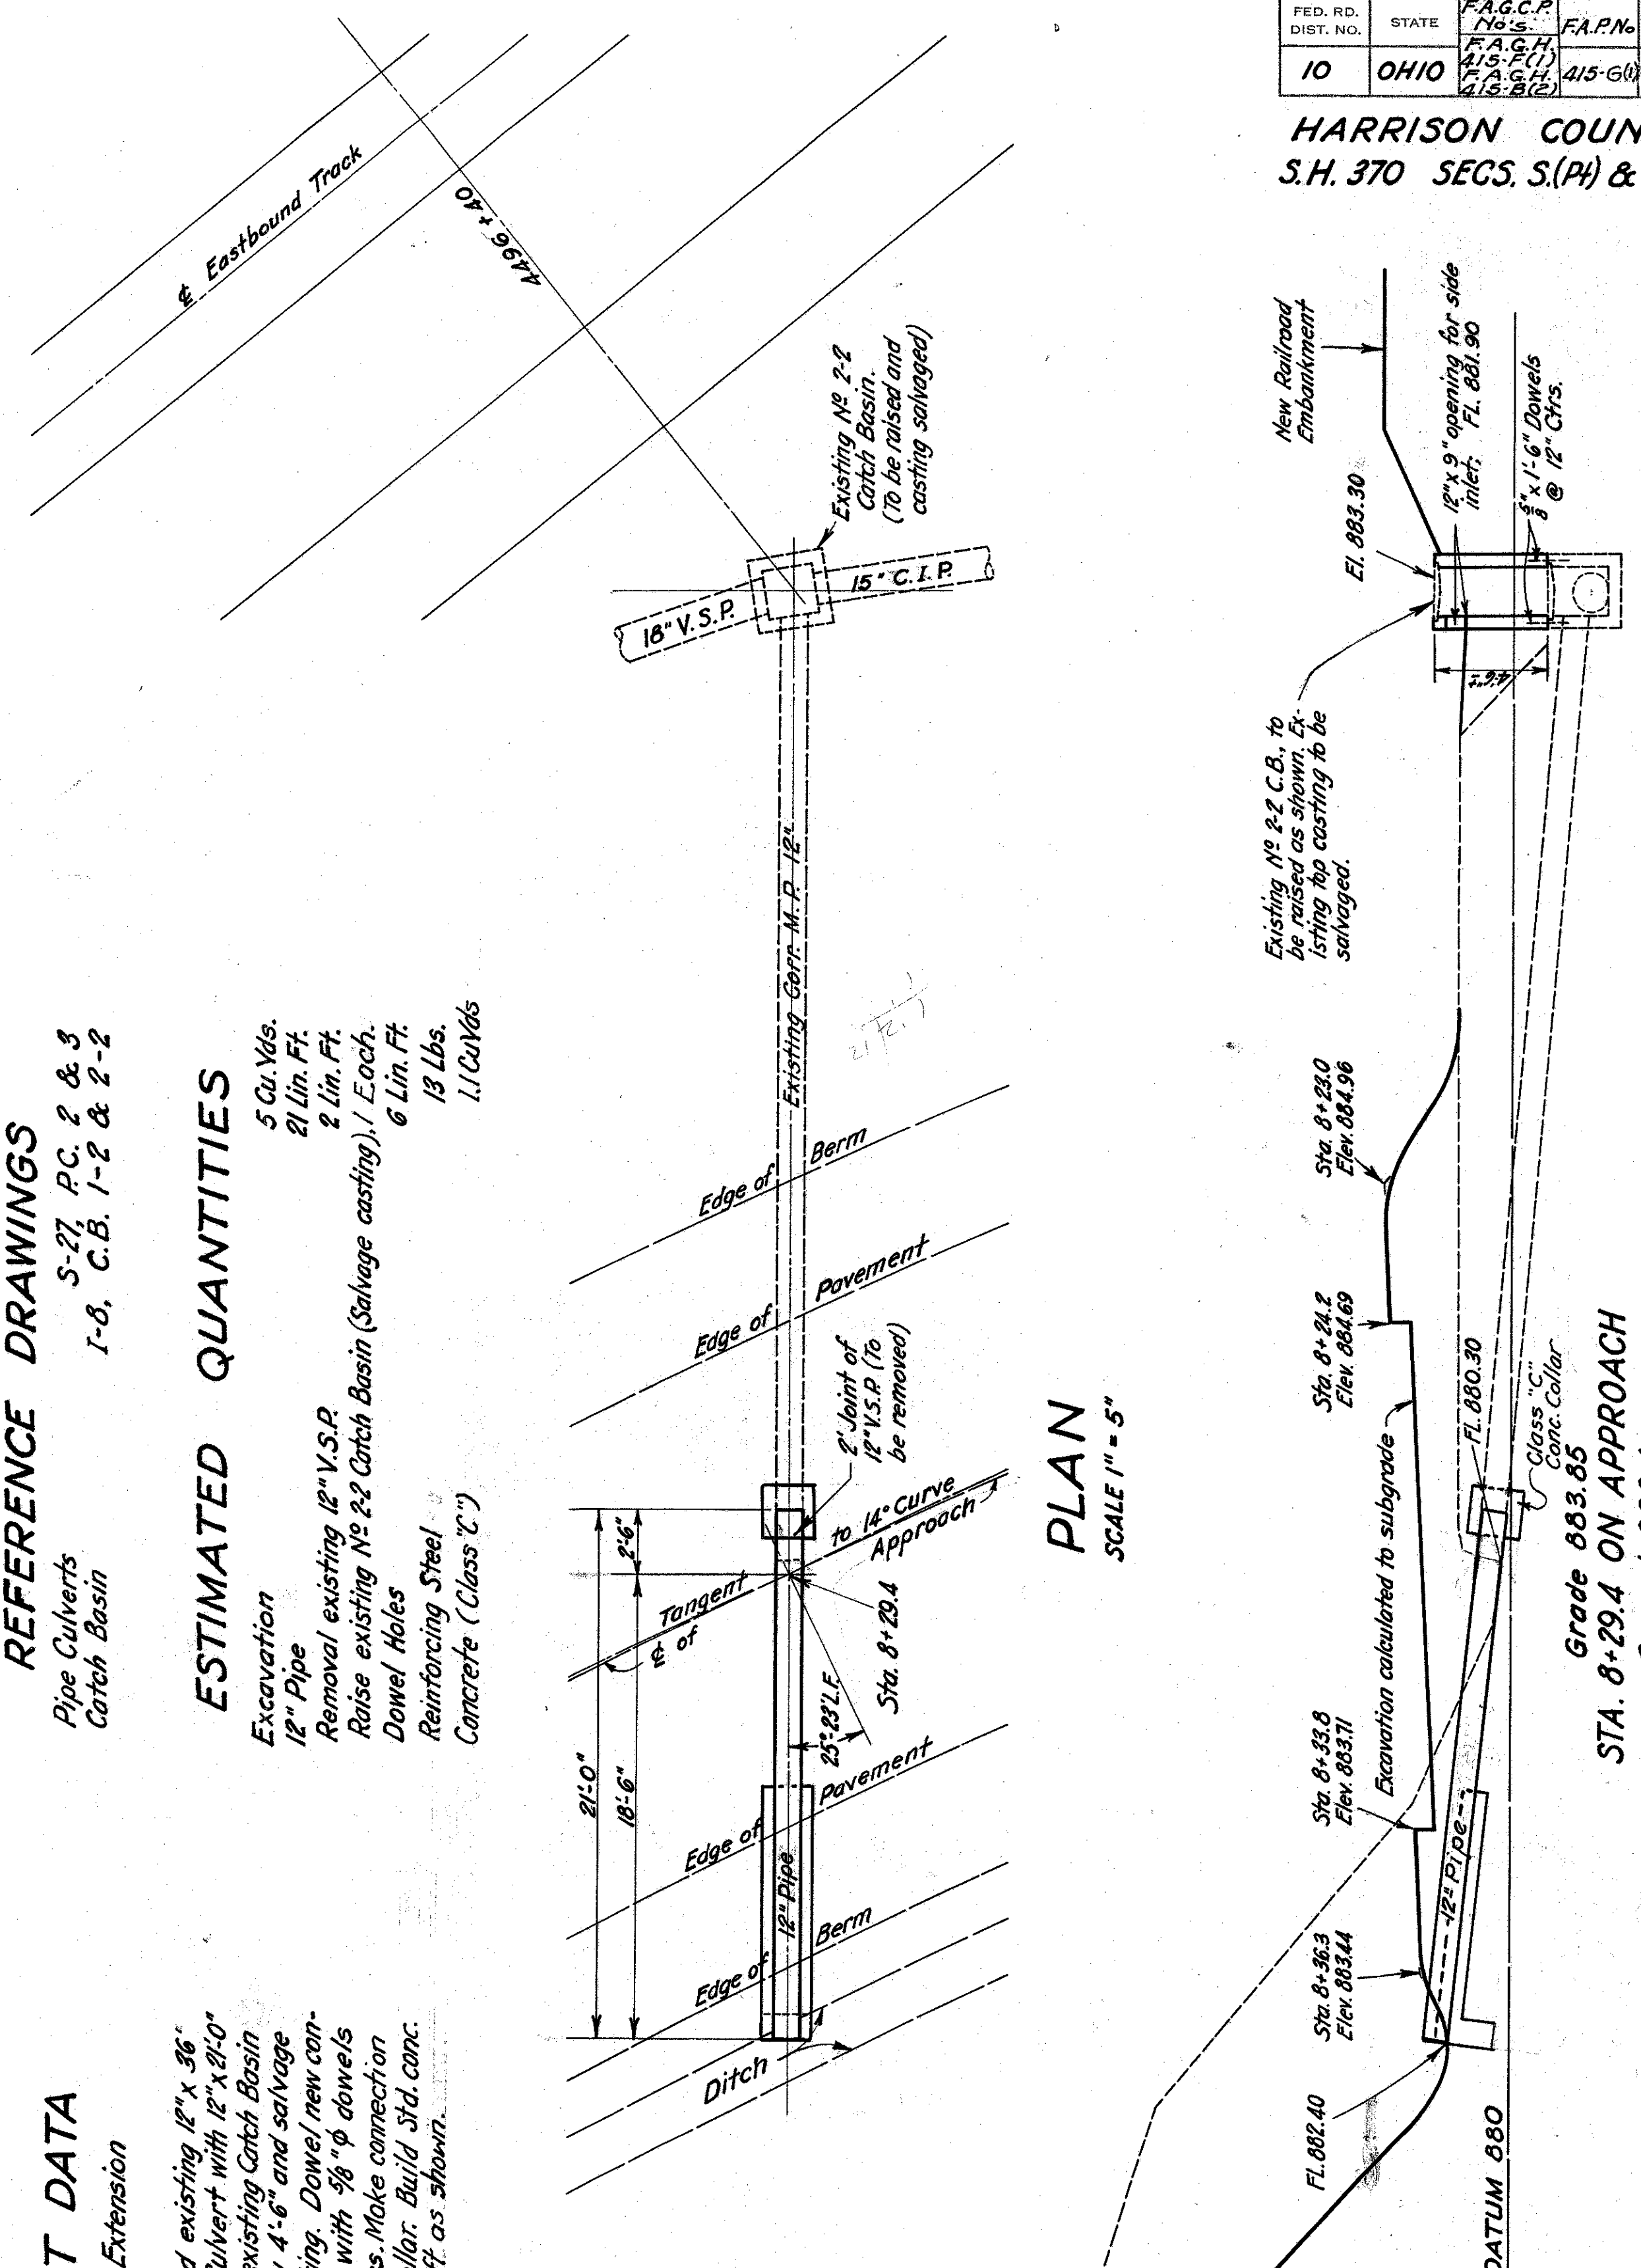 FED. RD.
DIST. NO.
STATE
F.A.G.C.P.
No's.
F.A.P. No
10
OHIO
F.A.G.H.
415-F(1)
F.A.G.H.
415-B(2)
415-G(1)
HARRISON COUN
S.H. 370 SECS. S.(Pt) &
T DATA
Extension
d existing 12" x 36'
ulvert with 12" x 21'-0"
existing Catch Basin
4'-6" and salvage
ing. Dowel new con-
with 5/8" φ dowels
s. Make connection
llar. Build Std. conc.
ft as shown.
REFERENCE DRAWINGS
Pipe Culverts S-27, P.C. 2 & 3
Catch Basin I-8, C.B. 1-2 & 2-2
ESTIMATED QUANTITIES
Excavation 5 Cu. Yds.
12" Pipe 21 Lin. Ft.
Removal existing 12" V.S.P. 2 Lin. Ft.
Raise existing Nº 2-2 Catch Basin (Salvage casting), 1 Each.
Dowel Holes 6 Lin. Ft.
Reinforcing Steel 13 Lbs.
Concrete (Class "C") 1.1 Cu Yds
℄ Eastbound Track
4496 + 40
Existing Nº 2-2
Catch Basin.
(To be raised and
casting salvaged)
18" V.S.P.
15" C.I.P.
Existing Corr. M.P. 12"
Edge of Berm
Edge of Pavement
2' Joint of
12" V.S.P. (To
be removed)
21'-0"
18'-6"
2'-6"
Tangent to 14° Curve
℄ of Approach
Sta. 8+29.4
25°-23' L.F.
Edge of Pavement
12" Pipe
Edge of Berm
Ditch
PLAN
SCALE 1" = 5"
New Railroad
Embankment
El. 883.30
12" x 9" opening for side
inlet; FL. 881.90
5/8" x 1'-6" Dowels
@ 12" Ctrs.
4'-6"±
Existing Nº 2-2 C.B., to
be raised as shown. Ex-
isting top casting to be
salvaged.
Sta. 8+23.0
Elev. 884.96
Sta. 8+24.2
Elev. 884.69
Excavation calculated to subgrade
Sta. 8+33.8
Elev. 883.71
Sta. 8+36.3
Elev. 883.44
FL. 882.40
FL. 880.30
Class "C"
Conc. Collar
12" Pipe
DATUM 880
Grade 883.85
STA. 8+29.4 ON APPROACH